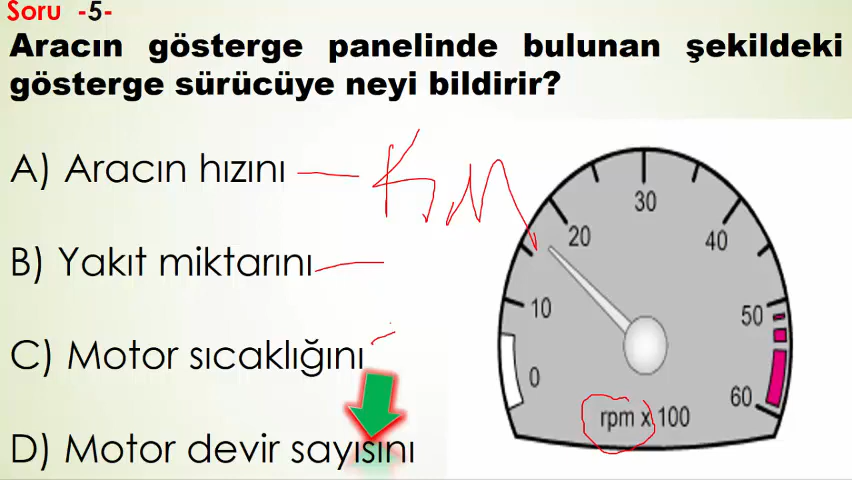 Soru -5-
Aracın gösterge panelinde bulunan şekildeki
gösterge sürücüye neyi bildirir?
A) Aracın hızını
KM
B) Yakıt miktarını
C) Motor sıcaklığını
D) Motor devir sayısını
0
10
20
30
40
50
60
rpm x 100